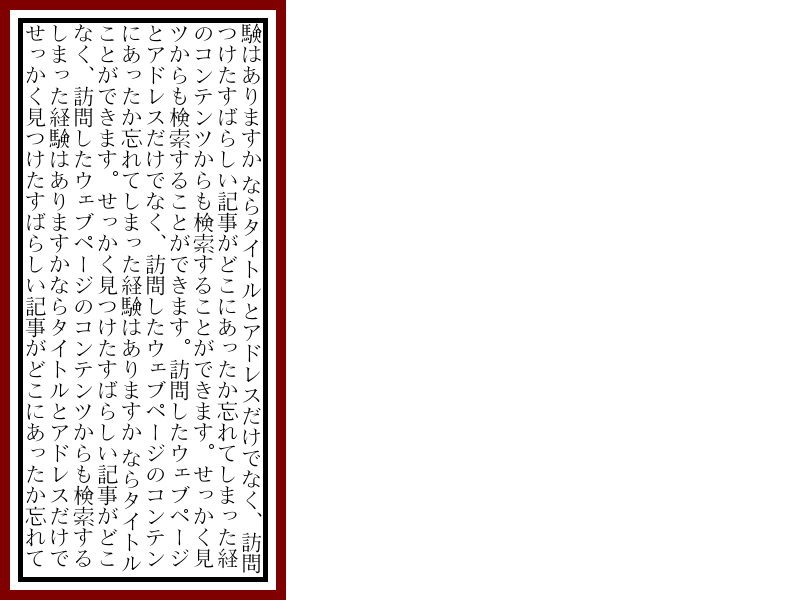 験はありますか ならタイトルとアドレスだけでなく、訪問
つけたすばらしい記事がどこにあったか忘れてしまった経
のコンテンツからも検索することができます。せっかく見
ツからも検索することができます。訪問したウェブページ
とアドレスだけでなく、訪問したウェブページのコンテン
にあったか忘れてしまった経験はありますか ならタイトル
ことができます。せっかく見つけたすばらしい記事がどこ
なく、訪問したウェブページのコンテンツからも検索する
しまった経験はありますかならタイトルとアドレスだけで
せっかく見つけたすばらしい記事がどこにあったか忘れて